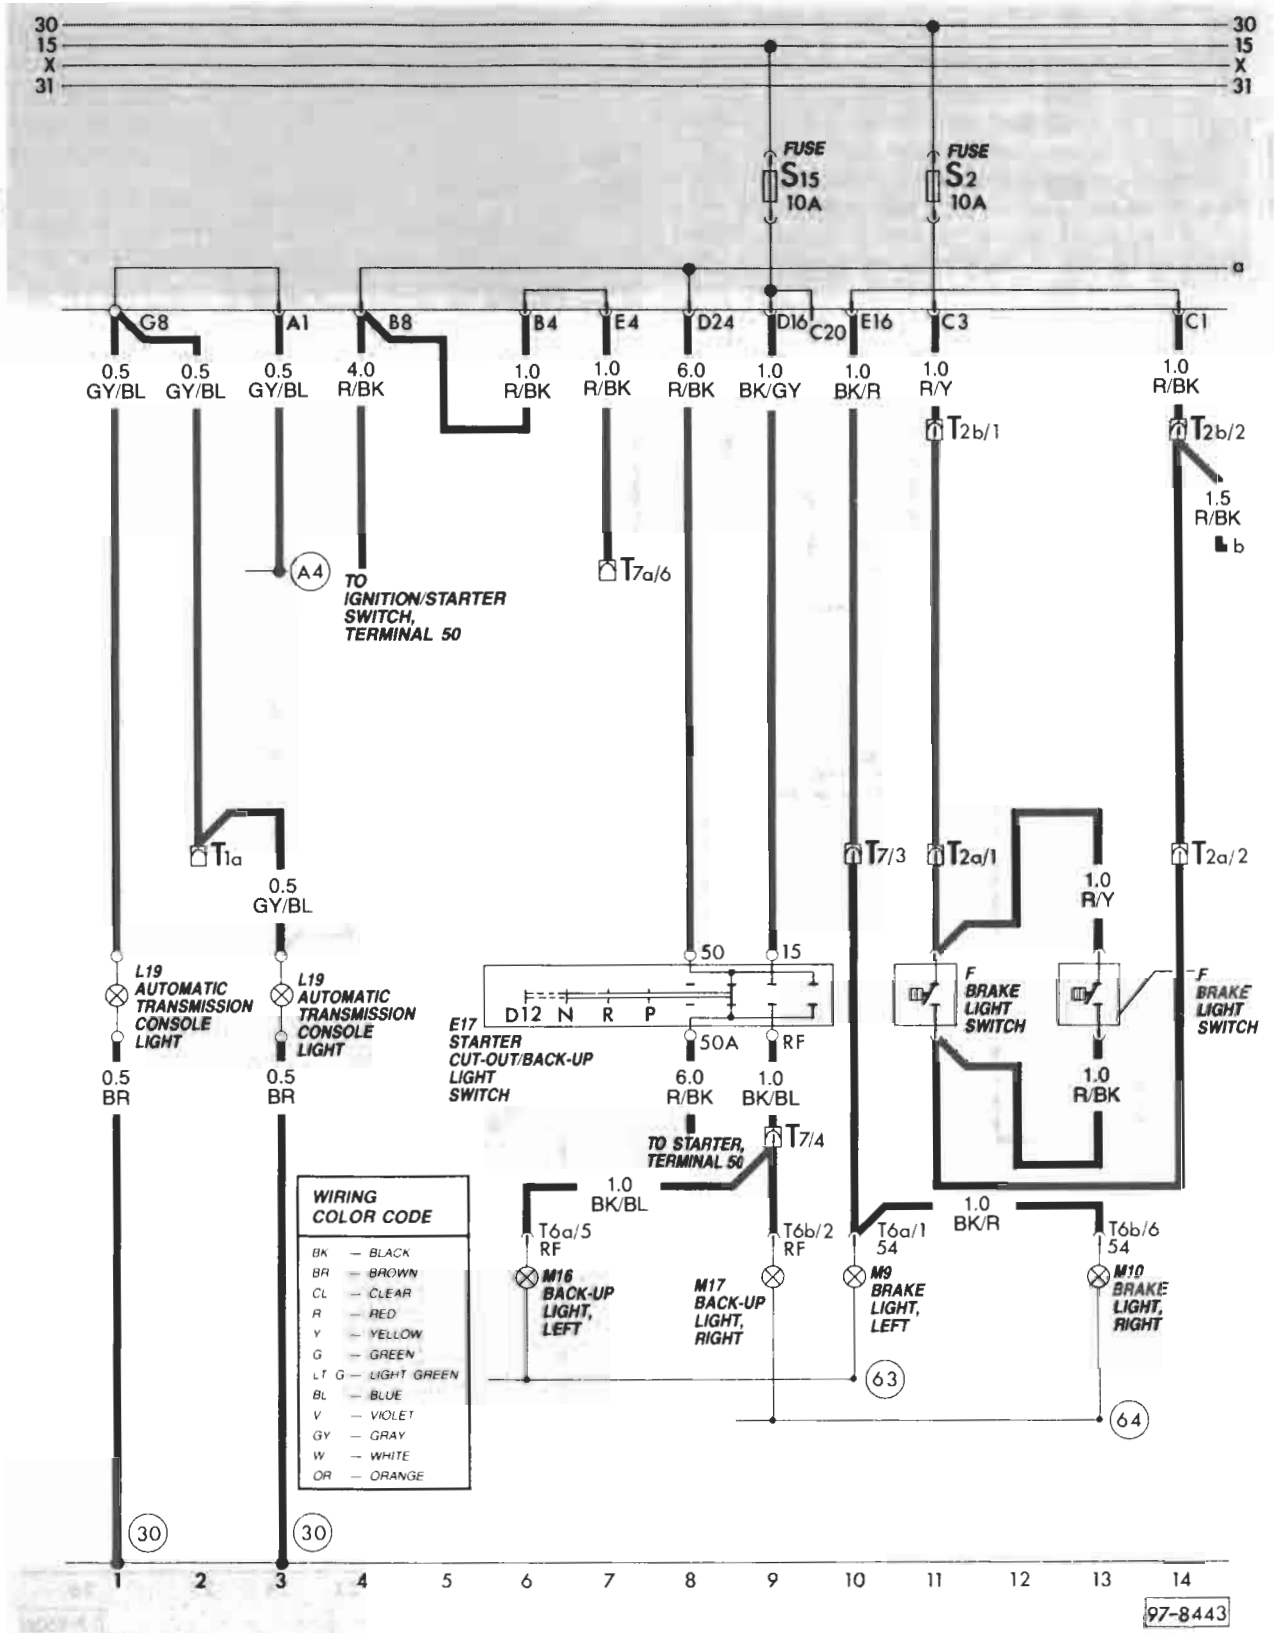 30 30
15 15
X X
31 31
FUSE
S15
10A
FUSE
S2
10A
a
G8 A1 B8 B4 E4 D24 D16 C20 E16 C3 C1
0.5
GY/BL
0.5
GY/BL
0.5
GY/BL
4.0
R/BK
1.0
R/BK
1.0
R/BK
6.0
R/BK
1.0
BK/GY
1.0
BK/R
1.0
R/Y
1.0
R/BK
T2b/1
T2b/2
1.5
R/BK
b
A4
TO
IGNITION/STARTER
SWITCH,
TERMINAL 50
T7a/6
T1a
T7/3
T2a/1
T2a/2
0.5
GY/BL
1.0
R/Y
50
15
L19
AUTOMATIC
TRANSMISSION
CONSOLE
LIGHT
L19
AUTOMATIC
TRANSMISSION
CONSOLE
LIGHT
D12 N R P
E17
STARTER
CUT-OUT/BACK-UP
LIGHT
SWITCH
50A
RF
F
BRAKE
LIGHT
SWITCH
F
BRAKE
LIGHT
SWITCH
0.5
BR
0.5
BR
6.0
R/BK
1.0
BK/BL
1.0
R/BK
TO STARTER,
TERMINAL 50
T7/4
1.0
BK/BL
1.0
BK/R
T6a/5
RF
T6b/2
RF
T6a/1
54
T6b/6
54
M16
BACK-UP
LIGHT,
LEFT
M17
BACK-UP
LIGHT,
RIGHT
M9
BRAKE
LIGHT,
LEFT
M10
BRAKE
LIGHT,
RIGHT
63
64
WIRING
COLOR CODE
BK — BLACK
BR — BROWN
CL — CLEAR
R — RED
Y — YELLOW
G — GREEN
LT G — LIGHT GREEN
BL — BLUE
V — VIOLET
GY — GRAY
W — WHITE
OR — ORANGE
30
30
1 2 3 4 5 6 7 8 9 10 11 12 13 14
97-8443